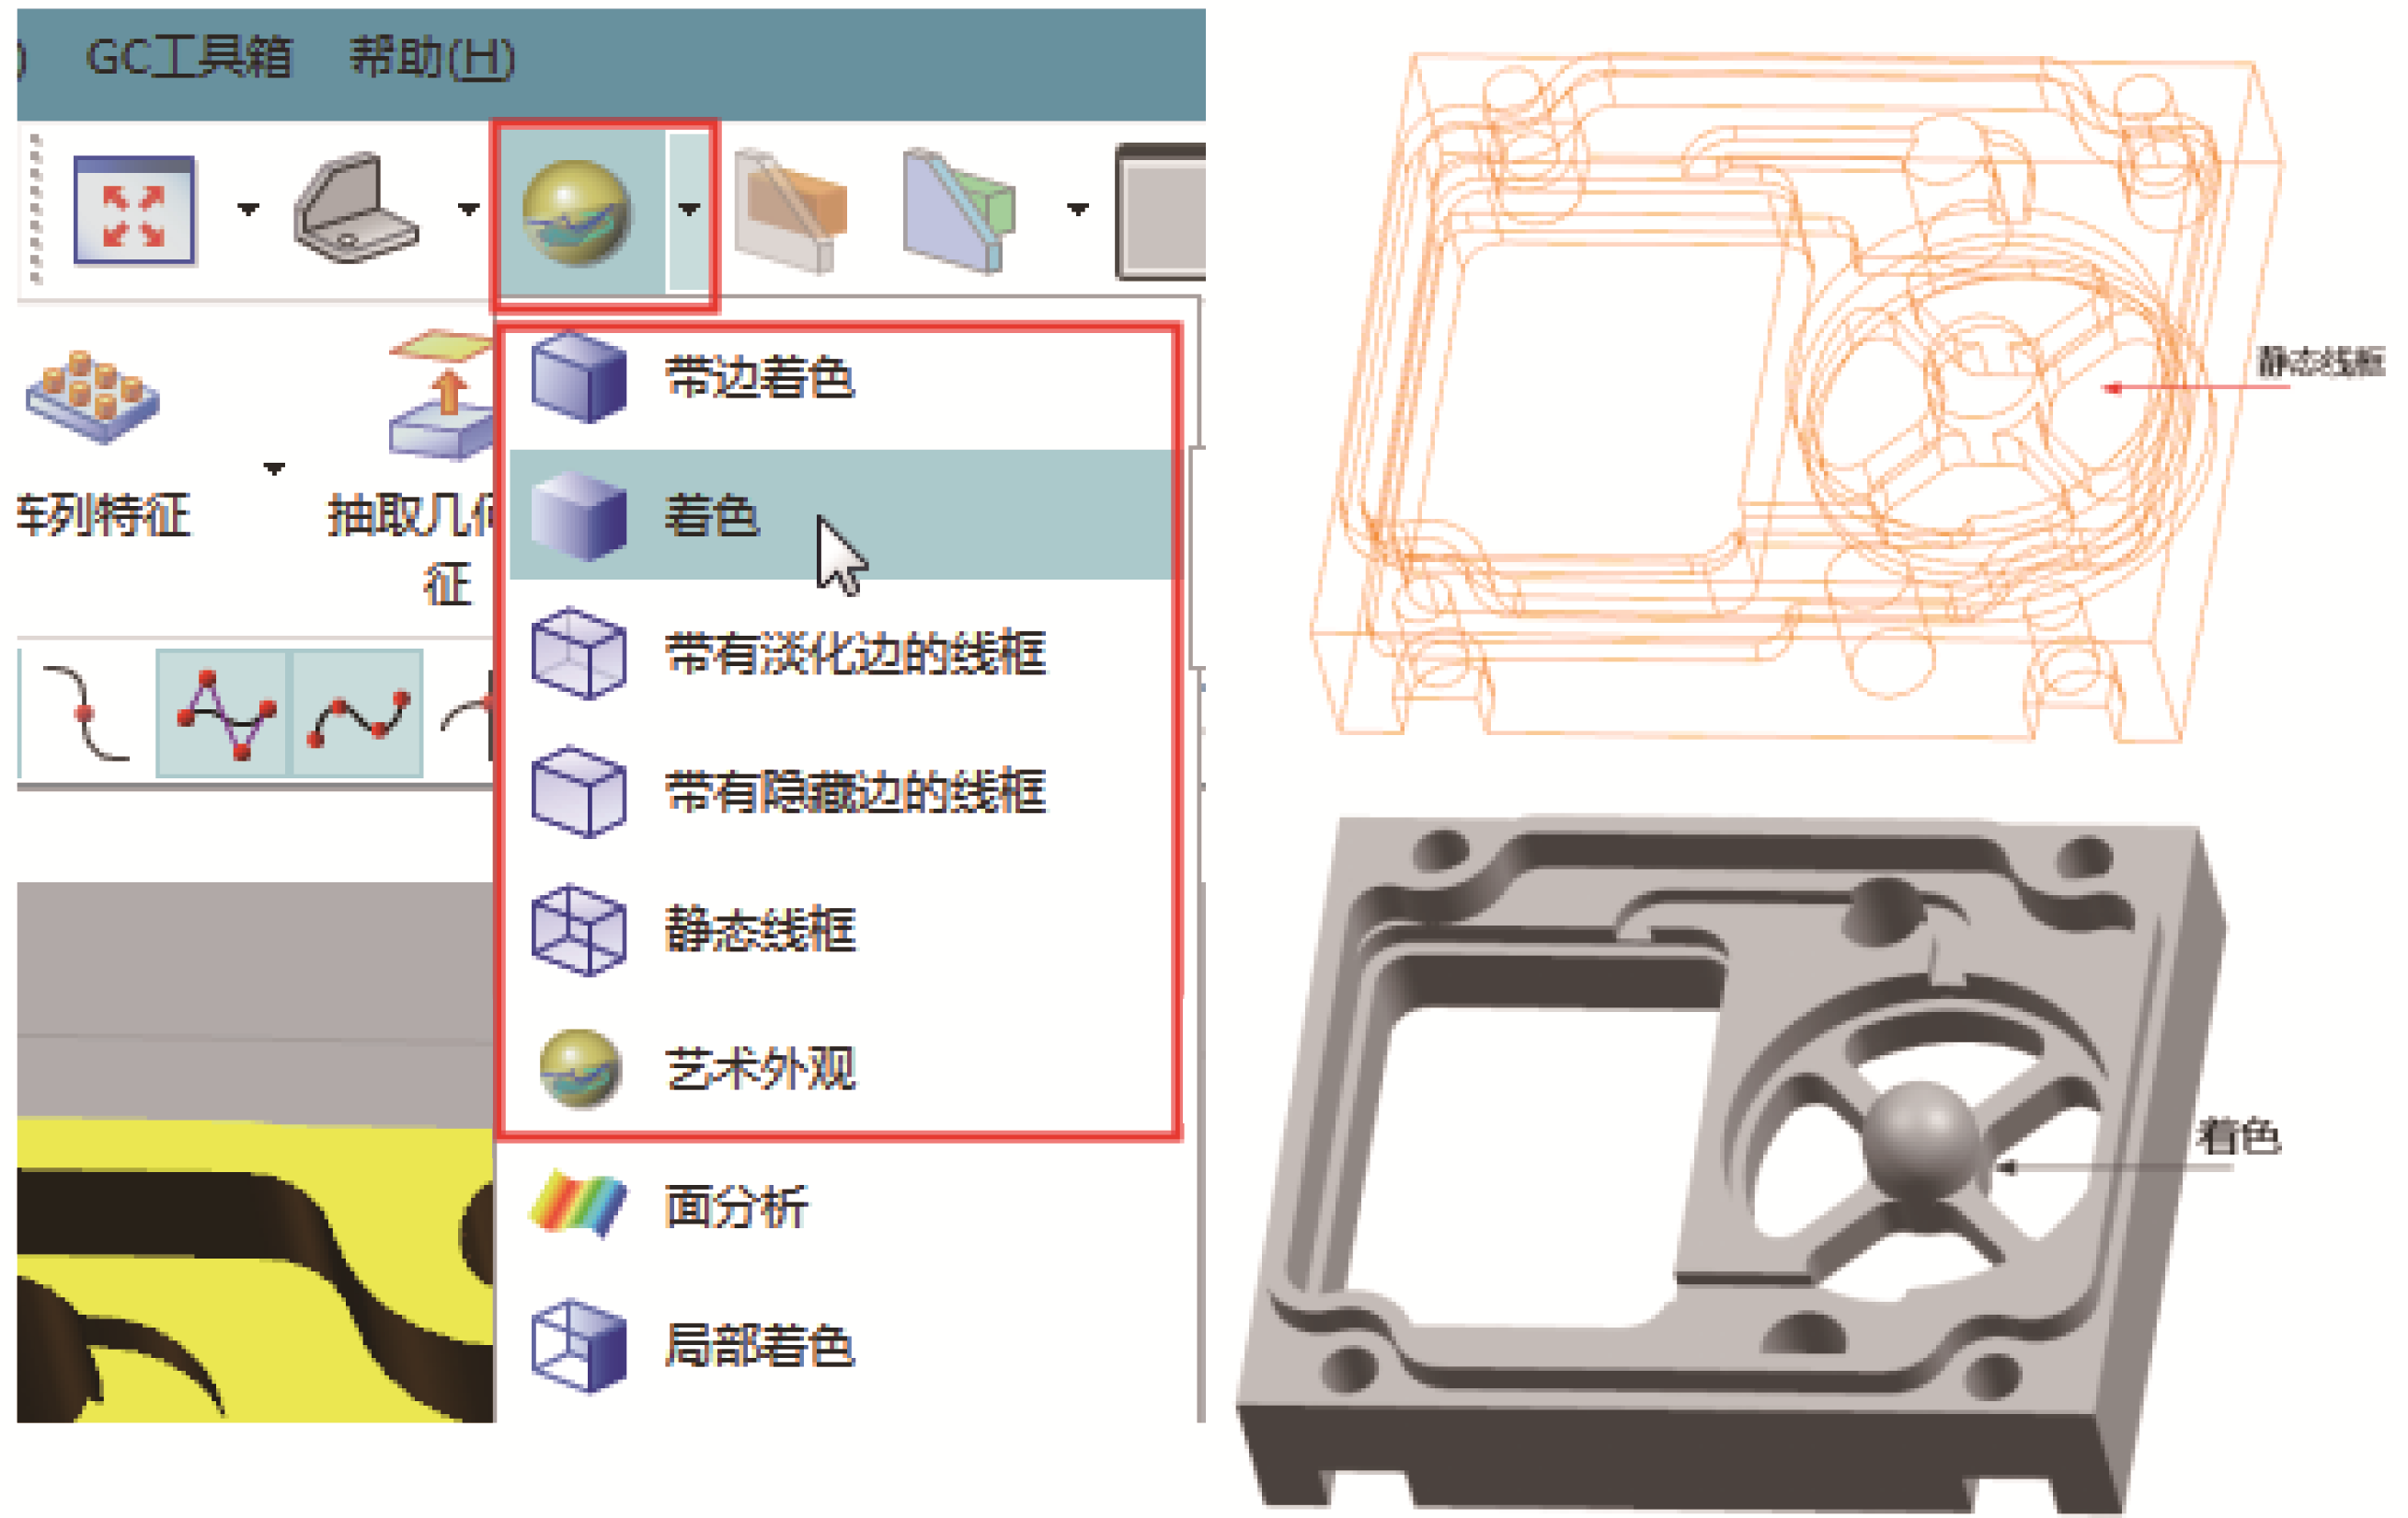 GC工具箱 帮助(H)
阵列特征
抽取几何
征
带边着色
着色
带有淡化边的线框
带有隐藏边的线框
静态线框
艺术外观
面分析
局部着色
静态线框
着色